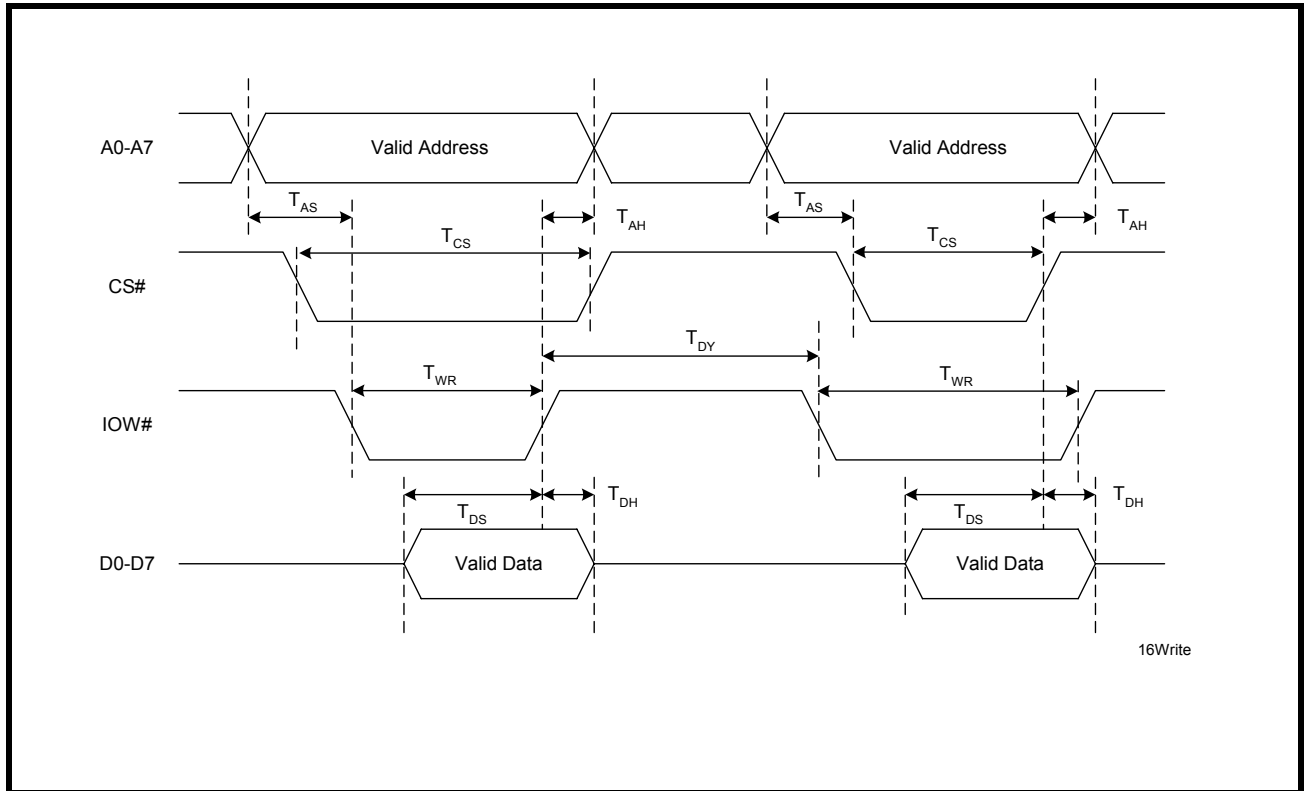 A0-A7
Valid Address
Valid Address
TAS
TAH
TAS
TAH
TCS
TCS
CS#
TDY
TWR
TWR
IOW#
TDS
TDH
TDS
TDH
D0-D7
Valid Data
Valid Data
16Write